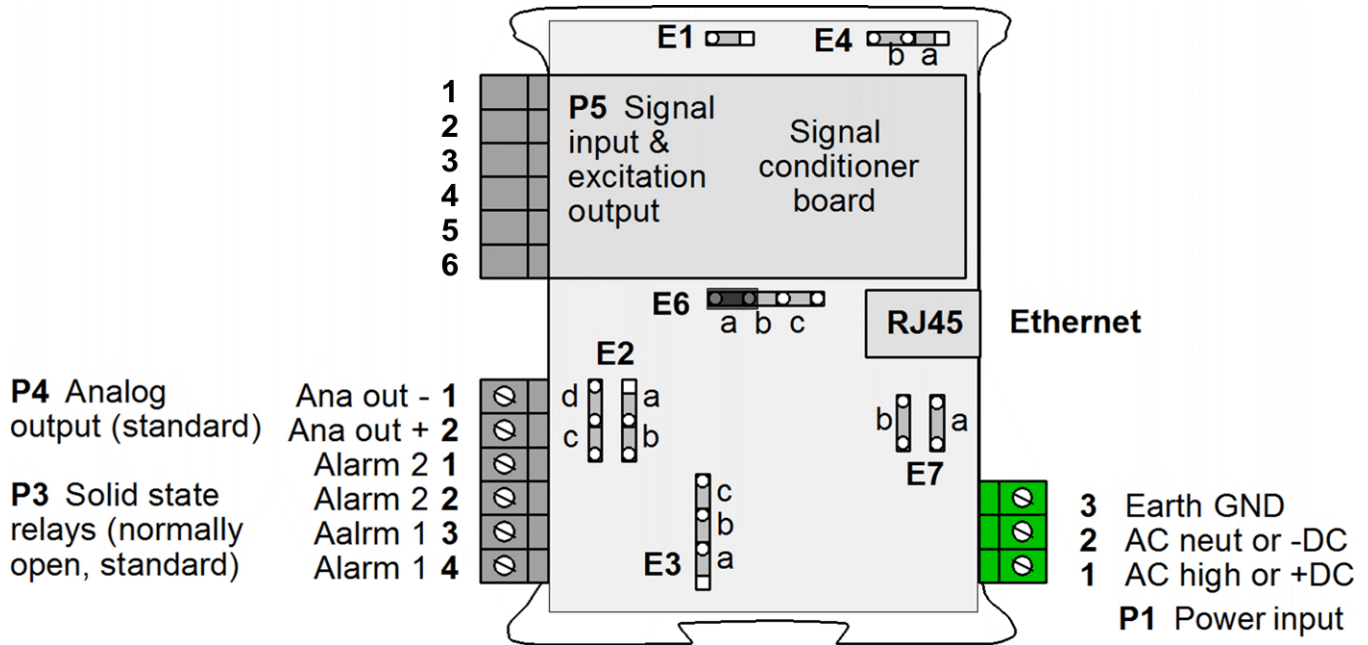 E1
E4
b a
1
2
3
4
5
6
P5 Signal
input &
excitation
output
Signal
conditioner
board
E6
a b c
RJ45
Ethernet
E2
d
a
c
b
P4 Analog
output (standard)
Ana out - 1
Ana out + 2
Alarm 2 1
P3 Solid state
relays (normally
open, standard)
Alarm 2 2
Aalrm 1 3
Alarm 1 4
b
a
E7
c
b
a
E3
3 Earth GND
2 AC neut or -DC
1 AC high or +DC
P1 Power input